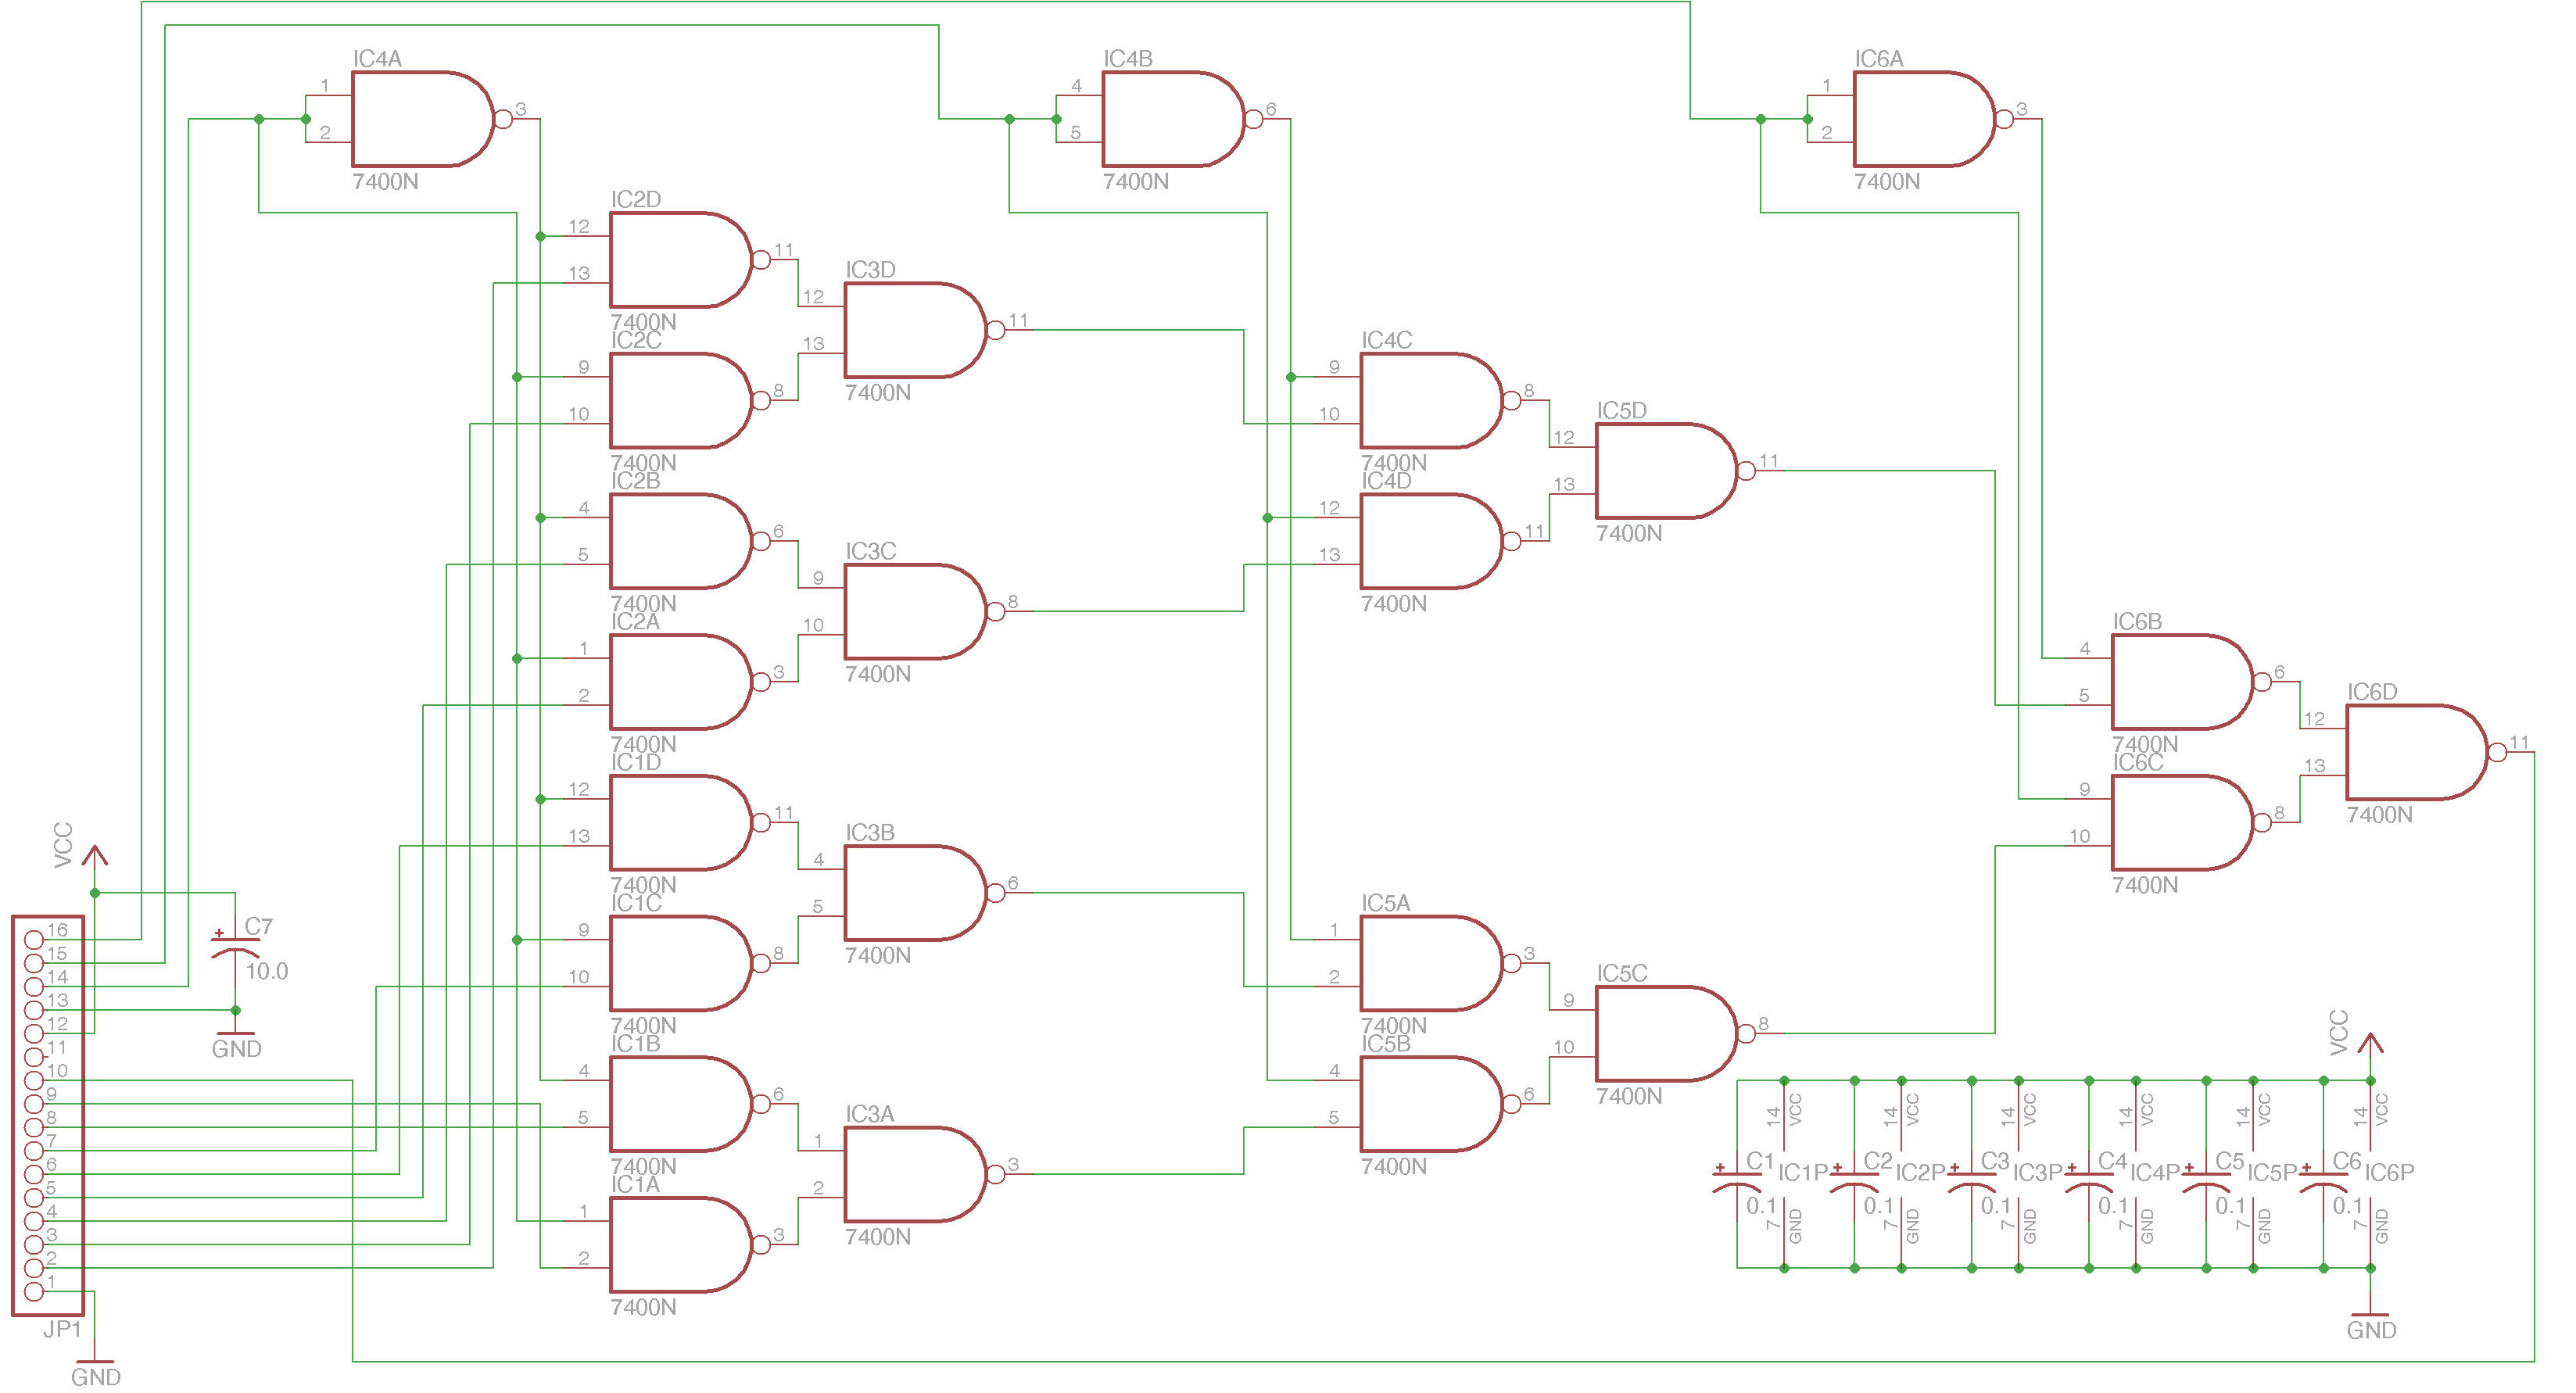 IC4A
1
2
3
7400N
IC4B
4
5
6
7400N
IC6A
1
2
3
7400N
IC2D
12
13
11
7400N
IC2C
9
10
8
7400N
IC3D
12
13
11
7400N
IC2B
4
5
6
7400N
IC2A
1
2
3
7400N
IC3C
9
10
8
7400N
IC1D
12
13
11
7400N
IC1C
9
10
8
7400N
IC3B
4
5
6
7400N
IC1B
4
5
6
7400N
IC1A
1
2
3
7400N
IC3A
1
2
3
7400N
IC4C
9
10
8
7400N
IC4D
12
13
11
7400N
IC5D
12
13
11
7400N
IC5A
1
2
3
7400N
IC5B
4
5
6
7400N
IC5C
9
10
8
7400N
IC6B
4
5
6
7400N
IC6C
9
10
8
7400N
IC6D
12
13
11
7400N
VCC
C7
+
10.0
GND
16
15
14
13
12
11
10
9
8
7
6
5
4
3
2
1
JP1
GND
VCC
14 VCC
14 VCC
14 VCC
14 VCC
14 VCC
14 VCC
+ C1 IC1P + C2 IC2P + C3 IC3P + C4 IC4P + C5 IC5P + C6 IC6P
0.1 0.1 0.1 0.1 0.1 0.1
7 GND
7 GND
7 GND
7 GND
7 GND
7 GND
GND